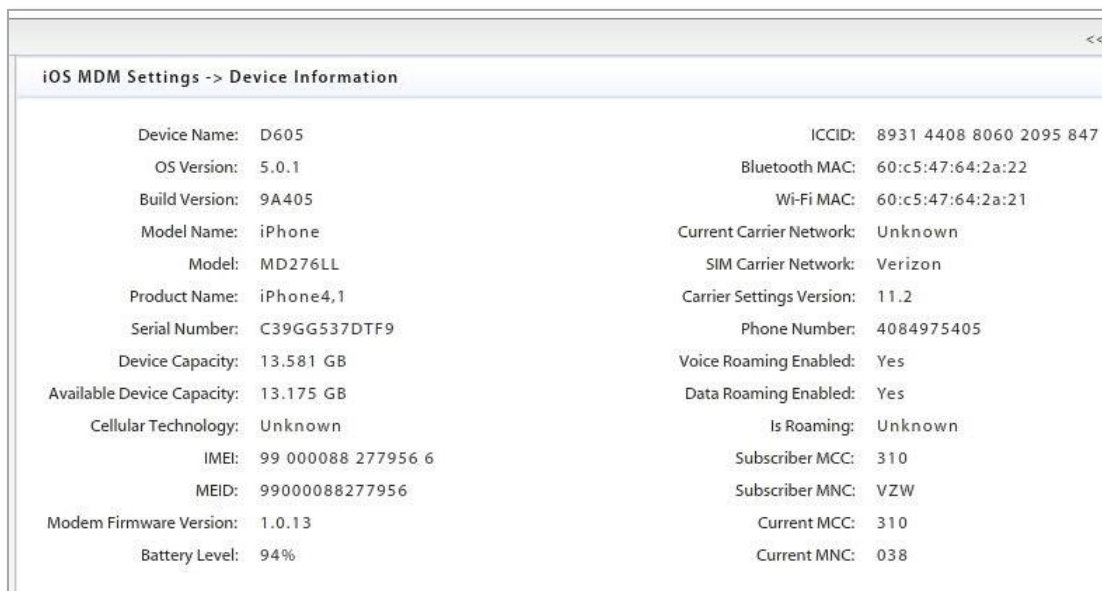 <<
iOS MDM Settings -> Device Information
Device Name: D605
OS Version: 5.0.1
Build Version: 9A405
Model Name: iPhone
Model: MD276LL
Product Name: iPhone4,1
Serial Number: C39GG537DTF9
Device Capacity: 13.581 GB
Available Device Capacity: 13.175 GB
Cellular Technology: Unknown
IMEI: 99 000088 277956 6
MEID: 99000088277956
Modem Firmware Version: 1.0.13
Battery Level: 94%
ICCID: 8931 4408 8060 2095 847
Bluetooth MAC: 60:c5:47:64:2a:22
Wi-Fi MAC: 60:c5:47:64:2a:21
Current Carrier Network: Unknown
SIM Carrier Network: Verizon
Carrier Settings Version: 11.2
Phone Number: 4084975405
Voice Roaming Enabled: Yes
Data Roaming Enabled: Yes
Is Roaming: Unknown
Subscriber MCC: 310
Subscriber MNC: VZW
Current MCC: 310
Current MNC: 038